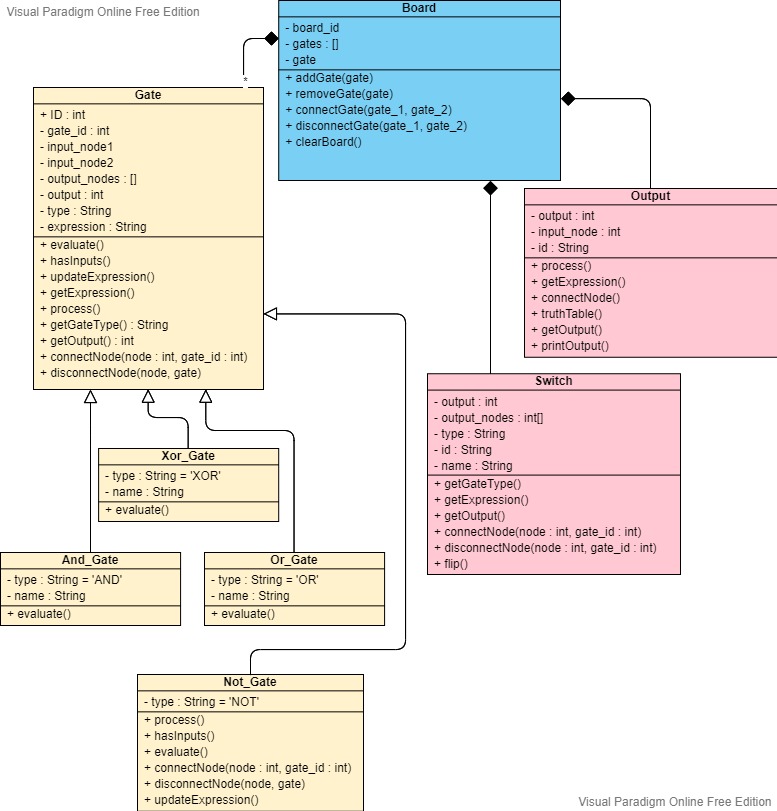 Visual Paradigm Online Free Edition
Board
- board_id
- gates : []
- gate
+ addGate(gate)
+ removeGate(gate)
+ connectGate(gate_1, gate_2)
+ disconnectGate(gate_1, gate_2)
+ clearBoard()
*
Gate
+ ID : int
- gate_id : int
- input_node1
- input_node2
- output_nodes : []
- output : int
- type : String
- expression : String
+ evaluate()
+ hasInputs()
+ updateExpression()
+ getExpression()
+ process()
+ getGateType() : String
+ getOutput() : int
+ connectNode(node : int, gate_id : int)
+ disconnectNode(node, gate)
Output
- output : int
- input_node : int
- id : String
+ process()
+ getExpression()
+ connectNode()
+ truthTable()
+ getOutput()
+ printOutput()
Switch
- output : int
- output_nodes : int[]
- type : String
- id : String
- name : String
+ getGateType()
+ getExpression()
+ getOutput()
+ connectNode(node : int, gate_id : int)
+ disconnectNode(node : int, gate_id : int)
+ flip()
Xor_Gate
- type : String = 'XOR'
- name : String
+ evaluate()
And_Gate
- type : String = 'AND'
- name : String
+ evaluate()
Or_Gate
- type : String = 'OR'
- name : String
+ evaluate()
Not_Gate
- type : String = 'NOT'
+ process()
+ hasInputs()
+ evaluate()
+ connectNode(node : int, gate_id : int)
+ disconnectNode(node, gate)
+ updateExpression()
Visual Paradigm Online Free Edition